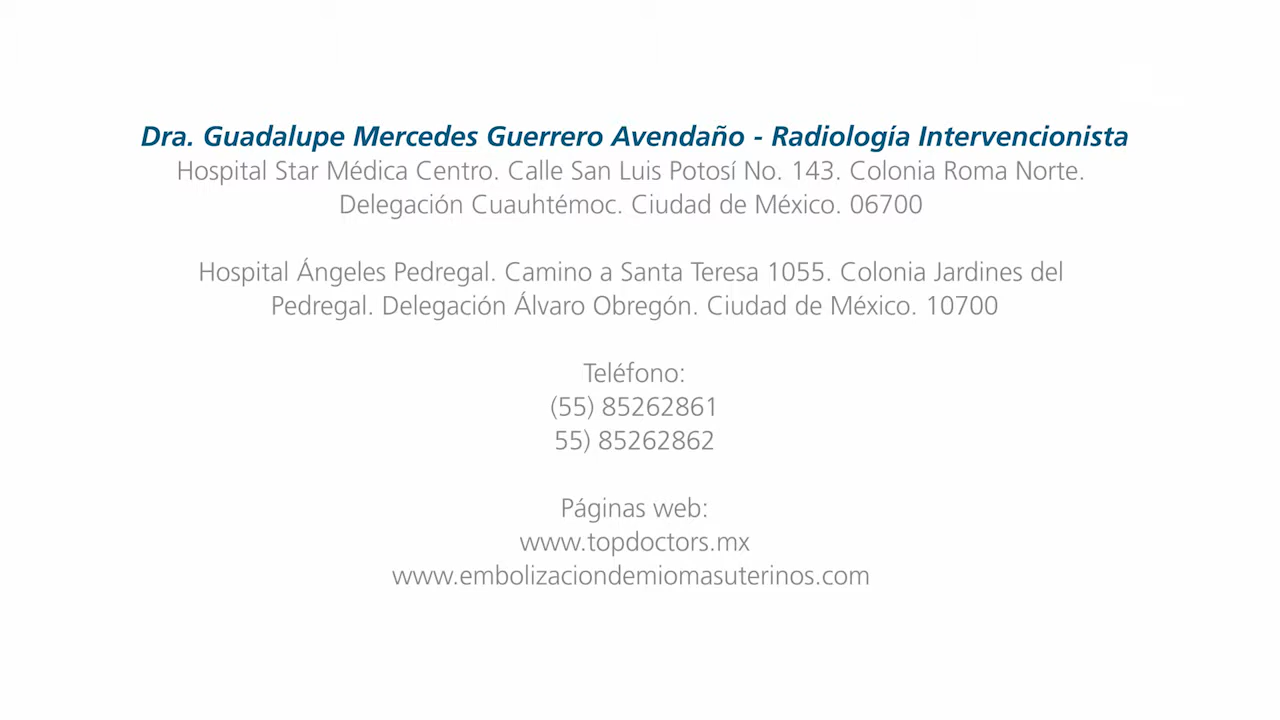 Dra. Guadalupe Mercedes Guerrero Avendaño - Radiología Intervencionista
Hospital Star Médica Centro. Calle San Luis Potosí No. 143. Colonia Roma Norte.
Delegación Cuauhtémoc. Ciudad de México. 06700
Hospital Ángeles Pedregal. Camino a Santa Teresa 1055. Colonia Jardines del
Pedregal. Delegación Álvaro Obregón. Ciudad de México. 10700
Teléfono:
(55) 85262861
55) 85262862
Páginas web:
www.topdoctors.mx
www.embolizaciondemiomasuterinos.com